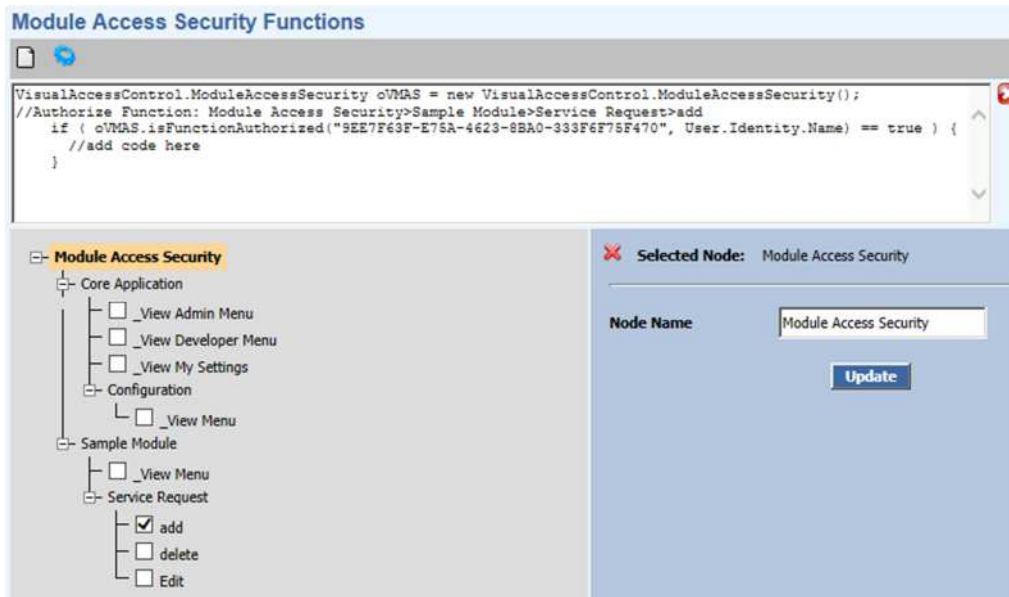 Module Access Security Functions
VisualAccessControl.ModuleAccessSecurity oVMAS = new VisualAccessControl.ModuleAccessSecurity();
//Authorize Function: Module Access Security>Sample Module>Service Request>add
if ( oVMAS.isFunctionAuthorized("9EE7F63F-E75A-4623-8BA0-333F6F75F470", User.Identity.Name) == true ) {
//add code here
}
Module Access Security
Core Application
_View Admin Menu
_View Developer Menu
_View My Settings
Configuration
_View Menu
Sample Module
_View Menu
Service Request
add
delete
Edit
Selected Node: Module Access Security
Node Name Module Access Security
Update